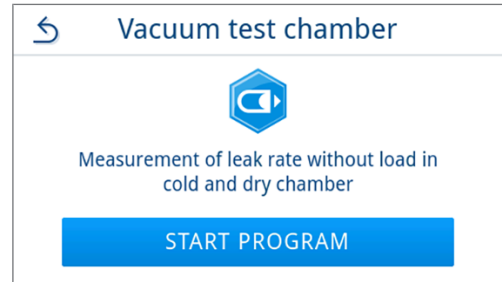 Vacuum test chamber
Measurement of leak rate without load in
cold and dry chamber
START PROGRAM